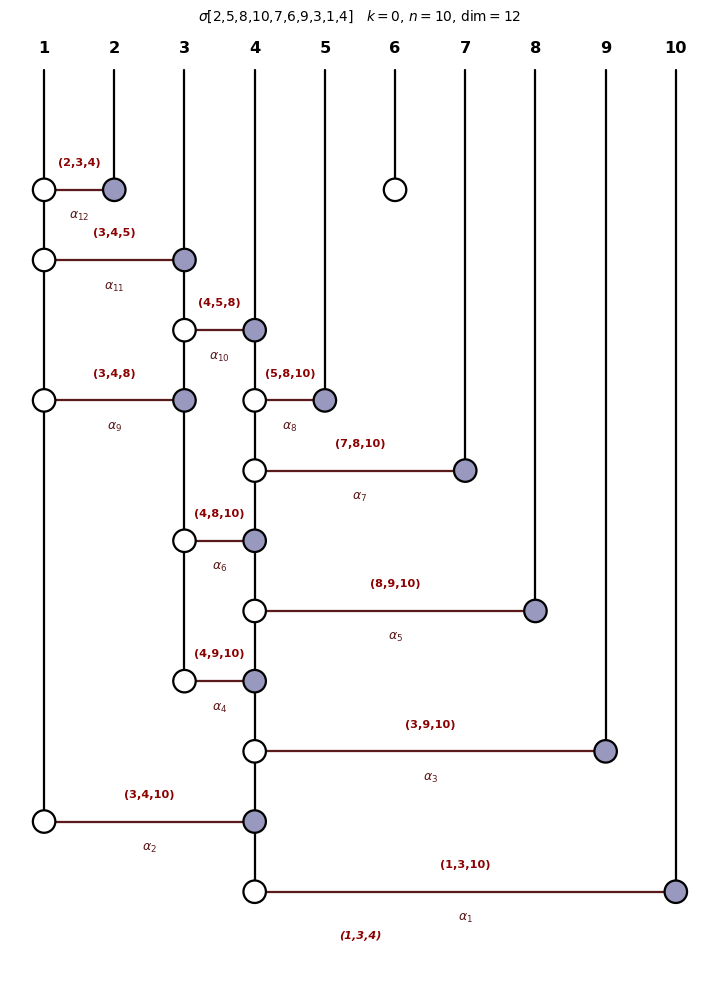 σ[2,5,8,10,7,6,9,3,1,4]   k = 0, n = 10, dim = 12
1 2 3 4 5 6 7 8 9 10
(2,3,4)
α₁₂
(3,4,5)
α₁₁
(4,5,8)
α₁₀
(3,4,8) (5,8,10)
α₉ α₈
(7,8,10)
α₇
(4,8,10)
α₆
(8,9,10)
α₅
(4,9,10)
α₄
(3,9,10)
α₃
(3,4,10)
α₂
(1,3,10)
α₁
(1,3,4)